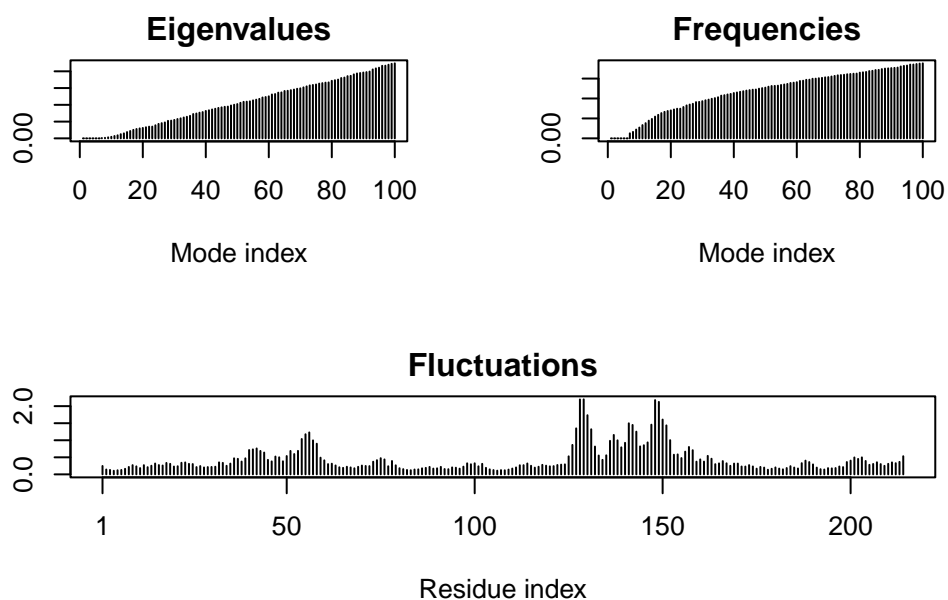 Eigenvalues
0.00
0 20 40 60 80 100
Mode index
Frequencies
0.00
0 20 40 60 80 100
Mode index
Fluctuations
2.0
0.0
1 50 100 150 200
Residue index